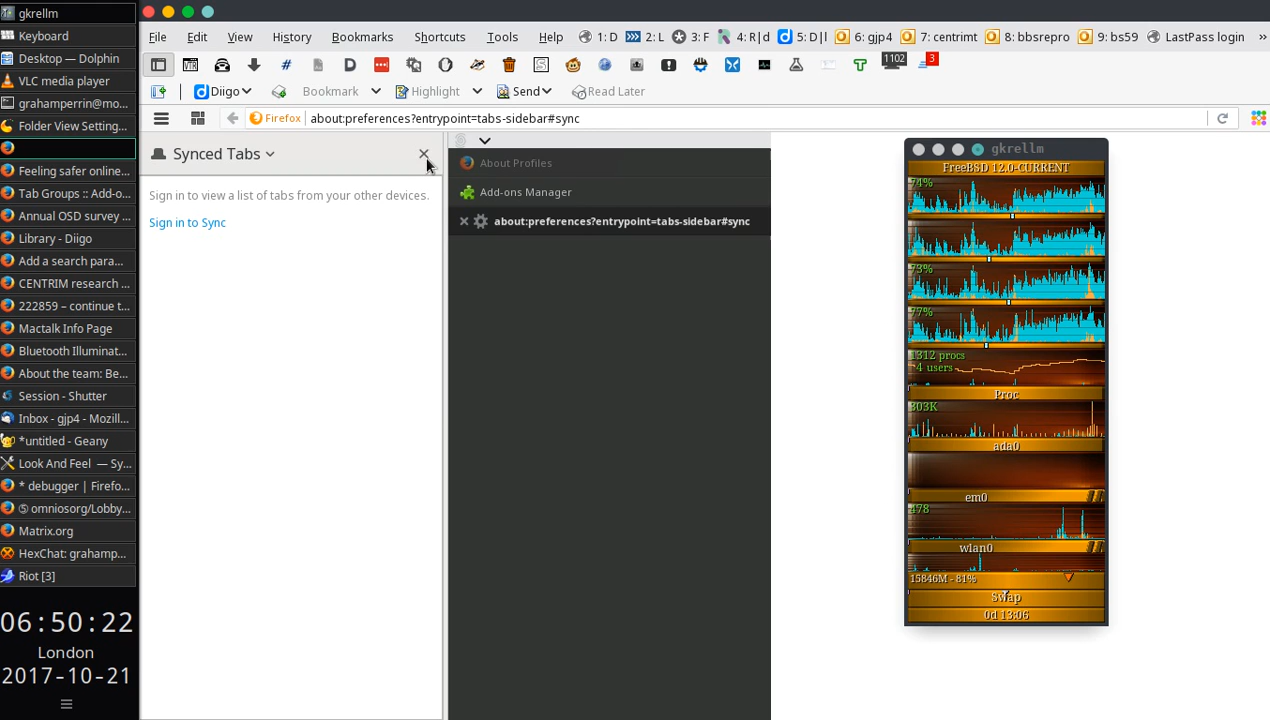 gkrellm
Keyboard
Desktop — Dolphin
VLC media player
grahamperrin@mo...
Folder View Setting...
Feeling safer online...
Tab Groups :: Add-o...
Annual OSD survey ...
Library - Diigo
Add a search para...
CENTRIM research ...
222859 – continue t...
Mactalk Info Page
Bluetooth Illuminat...
About the team: Be...
Session - Shutter
Inbox - gjp4 - Mozill...
*untitled - Geany
Look And Feel — Sy...
* debugger | Firefo...
⑤ omniosorg/Lobby...
Matrix.org
HexChat: grahamp...
Riot [3]
06:50:22
London
2017-10-21
File Edit View History Bookmarks Shortcuts Tools Help 1: D 2: L 3: F 4: R|d 5: D|l 6: gjp4 7: centrimt 8: bbsrepro 9: bs59 LastPass login »
1102 3
Diigo Bookmark Highlight Send Read Later
Firefox about:preferences?entrypoint=tabs-sidebar#sync
Synced Tabs
Sign in to view a list of tabs from your other devices.
Sign in to Sync
About Profiles
Add-ons Manager
about:preferences?entrypoint=tabs-sidebar#sync
gkrellm
FreeBSD 12.0-CURRENT
74%
73%
77%
1312 procs
4 users
Proc
303K
ada0
em0
478
wlan0
15846M - 81%
Swap
0d 13:06